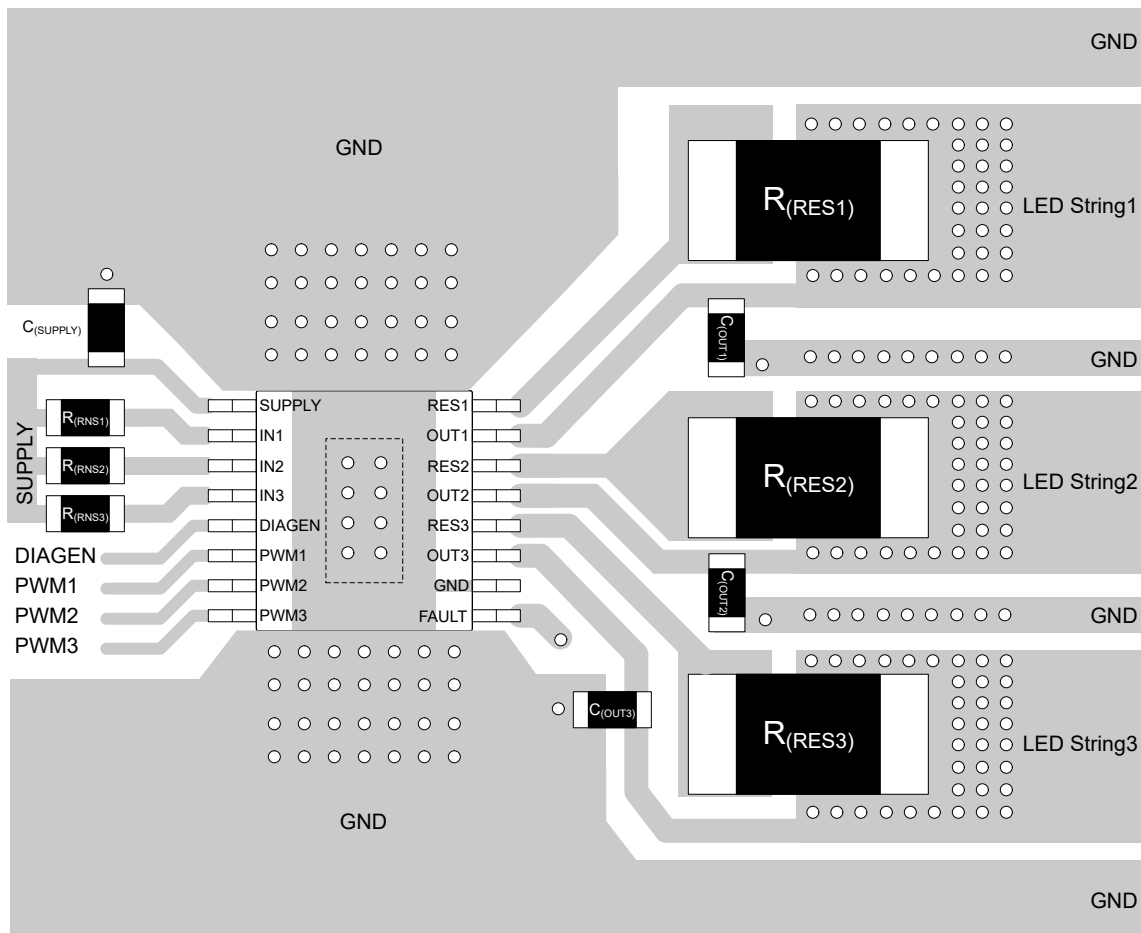 GND
GND
R(RES1)
LED String1
C(SUPPLY)
C(OUT1)
GND
SUPPLY
R(RNS1)
R(RNS2)
R(RNS3)
SUPPLY
IN1
IN2
IN3
DIAGEN
PWM1
PWM2
PWM3
RES1
OUT1
RES2
OUT2
RES3
OUT3
GND
FAULT
R(RES2)
LED String2
DIAGEN
PWM1
PWM2
PWM3
C(OUT2)
GND
C(OUT3)
R(RES3)
LED String3
GND
GND